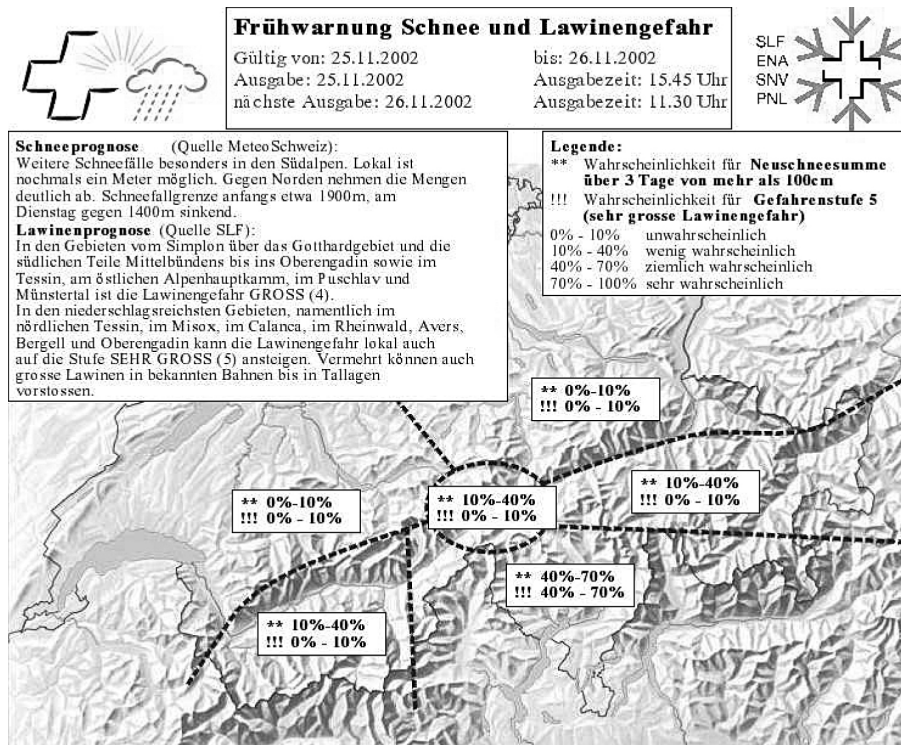 Frühwarnung Schnee und Lawinengefahr
Gültig von: 25.11.2002 bis: 26.11.2002
Ausgabe: 25.11.2002 Ausgabezeit: 15.45 Uhr
nächste Ausgabe: 26.11.2002 Ausgabezeit: 11.30 Uhr
SLF
ENA
SNV
PNL
Schneeprognose (Quelle MeteoSchweiz):
Weitere Schneefälle besonders in den Südalpen. Lokal ist
nochmals ein Meter möglich. Gegen Norden nehmen die Mengen
deutlich ab. Schneefallgrenze anfangs etwa 1900m, am
Dienstag gegen 1400m sinkend.
Lawinenprognose (Quelle SLF):
In den Gebieten vom Simplon über das Gotthardgebiet und die
südlichen Teile Mittelbündens bis ins Oberengadin sowie im
Tessin, am östlichen Alpenhauptkamm, im Puschlav und
Münstertal ist die Lawinengefahr GROSS (4).
In den niederschlagsreichsten Gebieten, namentlich im
nördlichen Tessin, im Misox, im Calanca, im Rheinwald, Avers,
Bergell und Oberengadin kann die Lawinengefahr lokal auch
auf die Stufe SEHR GROSS (5) ansteigen. Vermehrt können auch
grosse Lawinen in bekannten Bahnen bis in Tallagen
vorstossen.
Legende:
** Wahrscheinlichkeit für Neuschneesumme
über 3 Tage von mehr als 100cm
!!! Wahrscheinlichkeit für Gefahrenstufe 5
(sehr grosse Lawinengefahr)
0% - 10% unwahrscheinlich
10% - 40% wenig wahrscheinlich
40% - 70% ziemlich wahrscheinlich
70% - 100% sehr wahrscheinlich
** 0%-10%
!!! 0% - 10%
** 10%-40%
!!! 0% - 10%
** 0%-10%
!!! 0% - 10%
** 10%-40%
!!! 0% - 10%
** 40%-70%
!!! 40% - 70%
** 10%-40%
!!! 0% - 10%